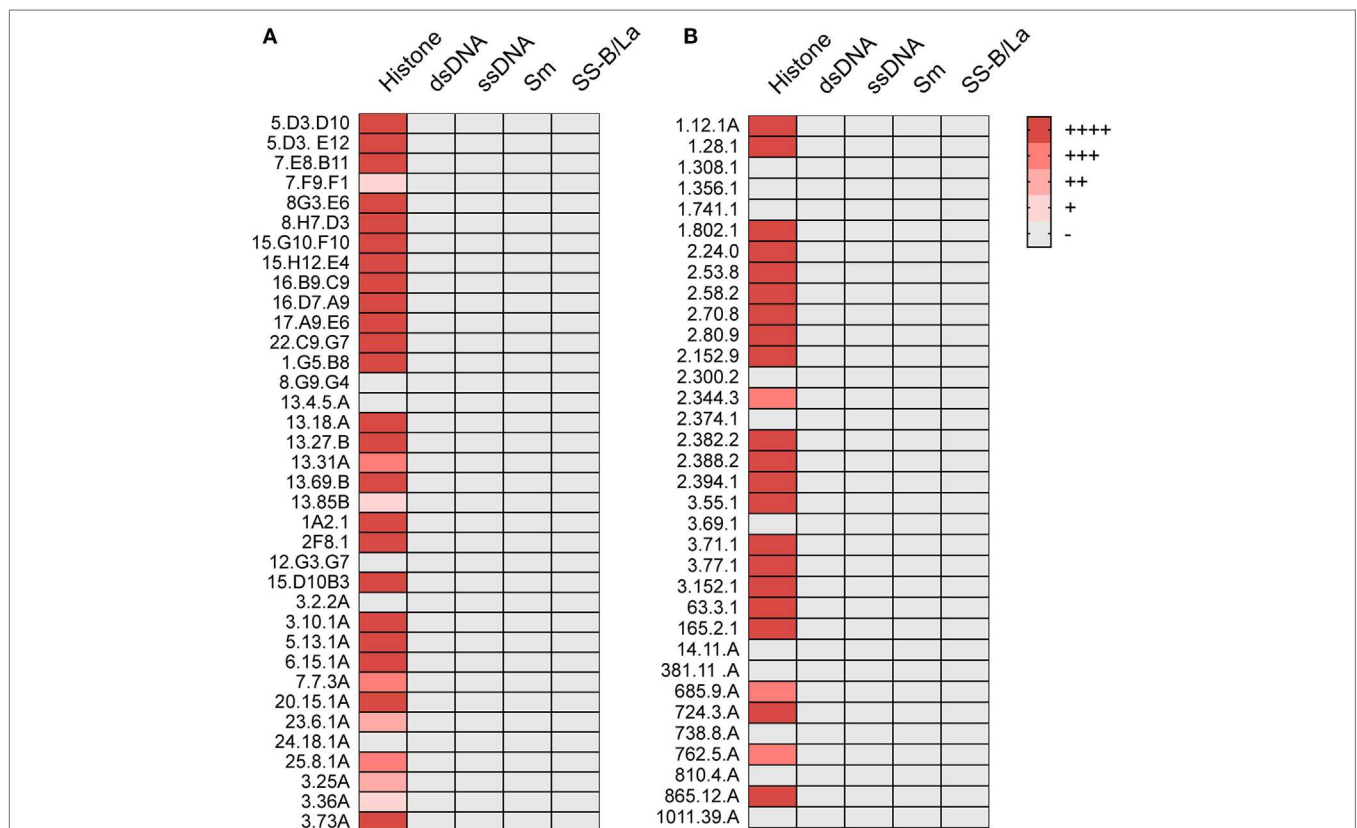 A
Histone dsDNA ssDNA Sm SS-B/La
5.D3.D10
5.D3. E12
7.E8.B11
7.F9.F1
8G3.E6
8.H7.D3
15.G10.F10
15.H12.E4
16.B9.C9
16.D7.A9
17.A9.E6
22.C9.G7
1.G5.B8
8.G9.G4
13.4.5.A
13.18.A
13.27.B
13.31A
13.69.B
13.85B
1A2.1
2F8.1
12.G3.G7
15.D10B3
3.2.2A
3.10.1A
5.13.1A
6.15.1A
7.7.3A
20.15.1A
23.6.1A
24.18.1A
25.8.1A
3.25A
3.36A
3.73A
B
Histone dsDNA ssDNA Sm SS-B/La
1.12.1A
1.28.1
1.308.1
1.356.1
1.741.1
1.802.1
2.24.0
2.53.8
2.58.2
2.70.8
2.80.9
2.152.9
2.300.2
2.344.3
2.374.1
2.382.2
2.388.2
2.394.1
3.55.1
3.69.1
3.71.1
3.77.1
3.152.1
63.3.1
165.2.1
14.11.A
381.11 .A
685.9.A
724.3.A
738.8.A
762.5.A
810.4.A
865.12.A
1011.39.A
++++
+++
++
+
-